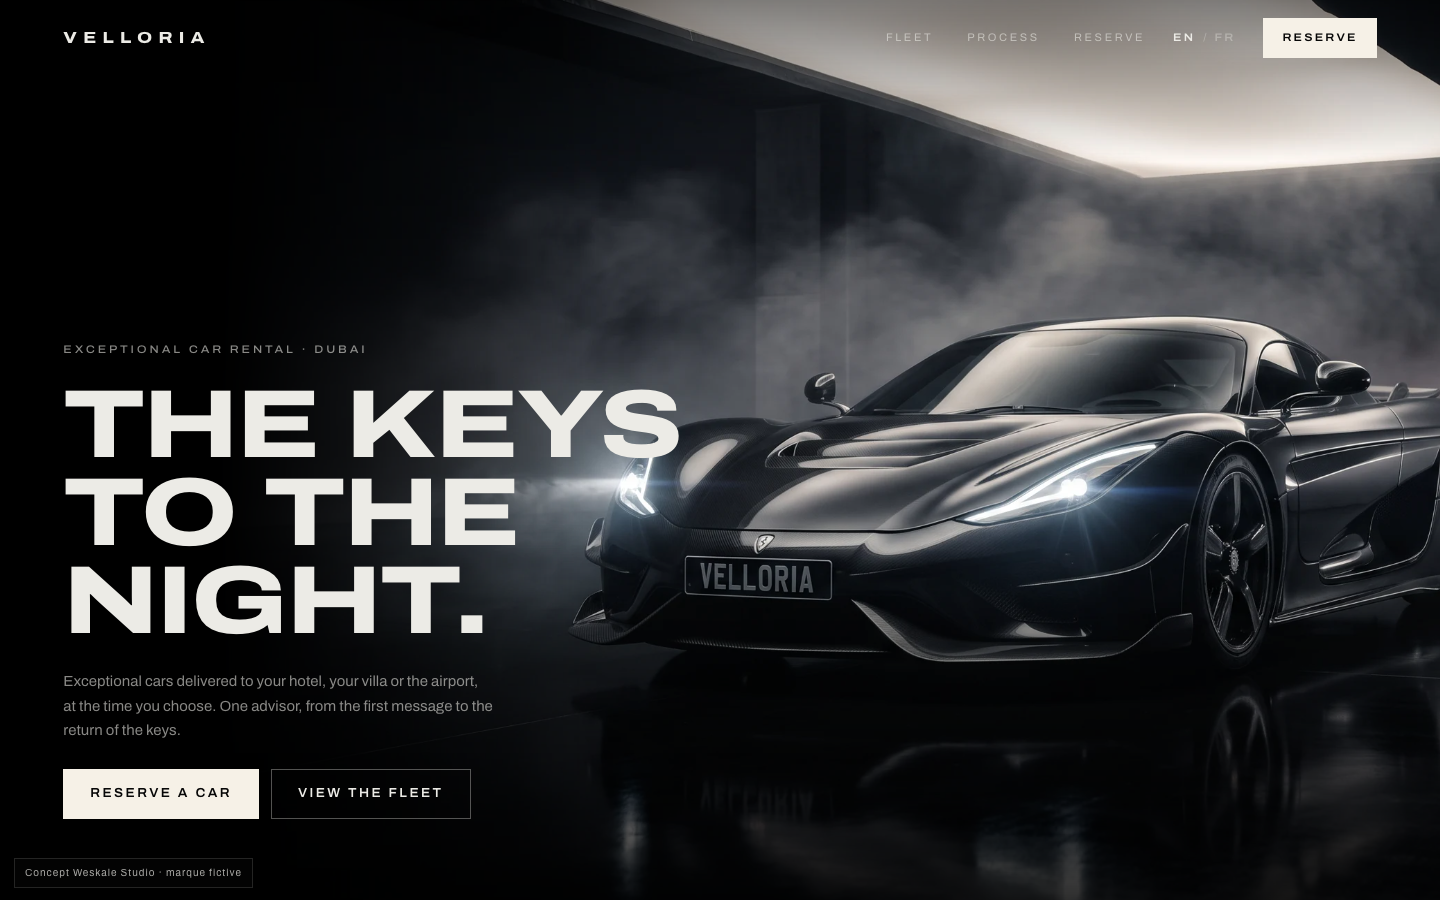 VELLORIA
FLEET PROCESS RESERVE EN / FR RESERVE
EXCEPTIONAL CAR RENTAL · DUBAI
THE KEYS
TO THE
NIGHT.
VELLORIA
Exceptional cars delivered to your hotel, your villa or the airport,
at the time you choose. One advisor, from the first message to the
return of the keys.
RESERVE A CAR VIEW THE FLEET
Concept Weskale Studio · marque fictive